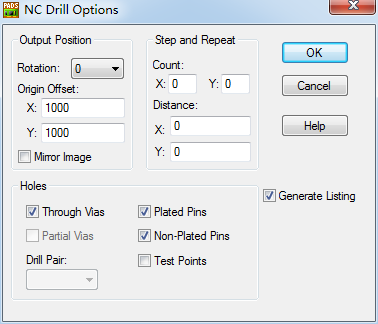 PADS
NC Drill Options
Output Position
Rotation: 0
Origin Offset:
X: 1000
Y: 1000
Mirror Image
Step and Repeat
Count:
X: 0 Y: 0
Distance:
X: 0
Y: 0
OK
Cancel
Help
Holes
Through Vias
Plated Pins
Partial Vias
Non-Plated Pins
Drill Pair:
Test Points
Generate Listing